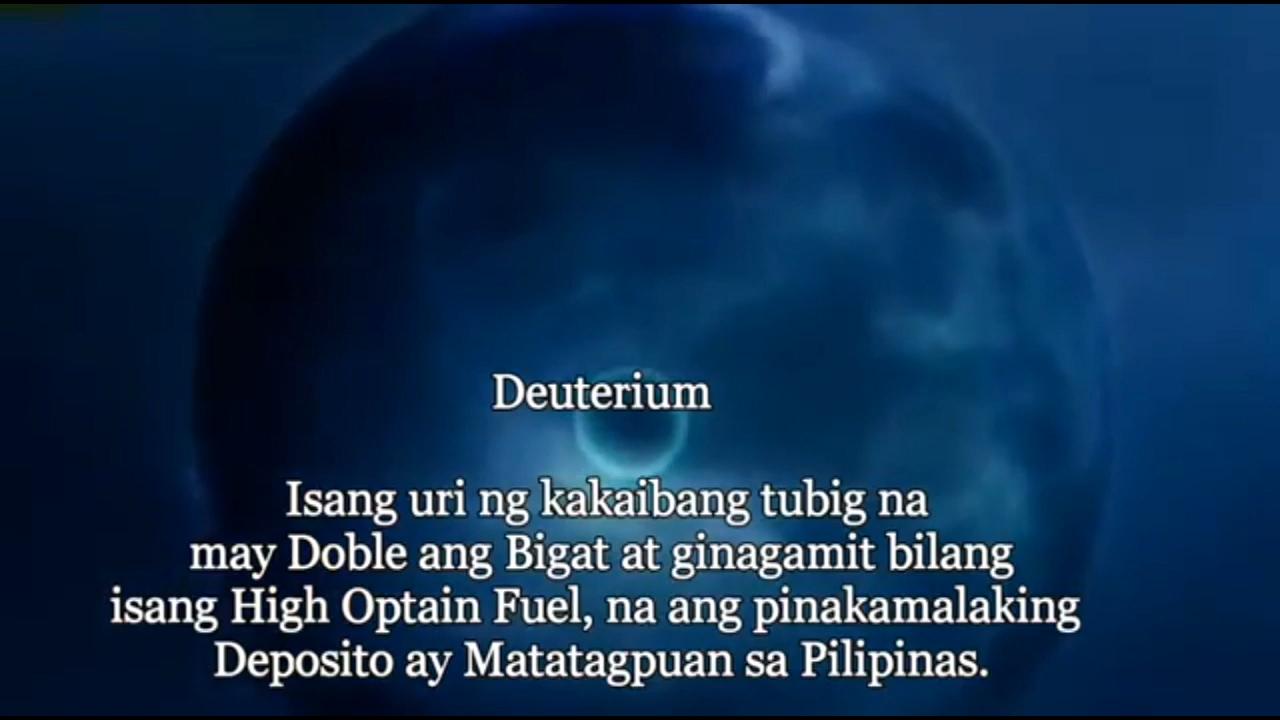 Deuterium
Isang uri ng kakaibang tubig na
may Doble ang Bigat at ginagamit bilang
isang High Optain Fuel, na ang pinakamalaking
Deposito ay Matatagpuan sa Pilipinas.